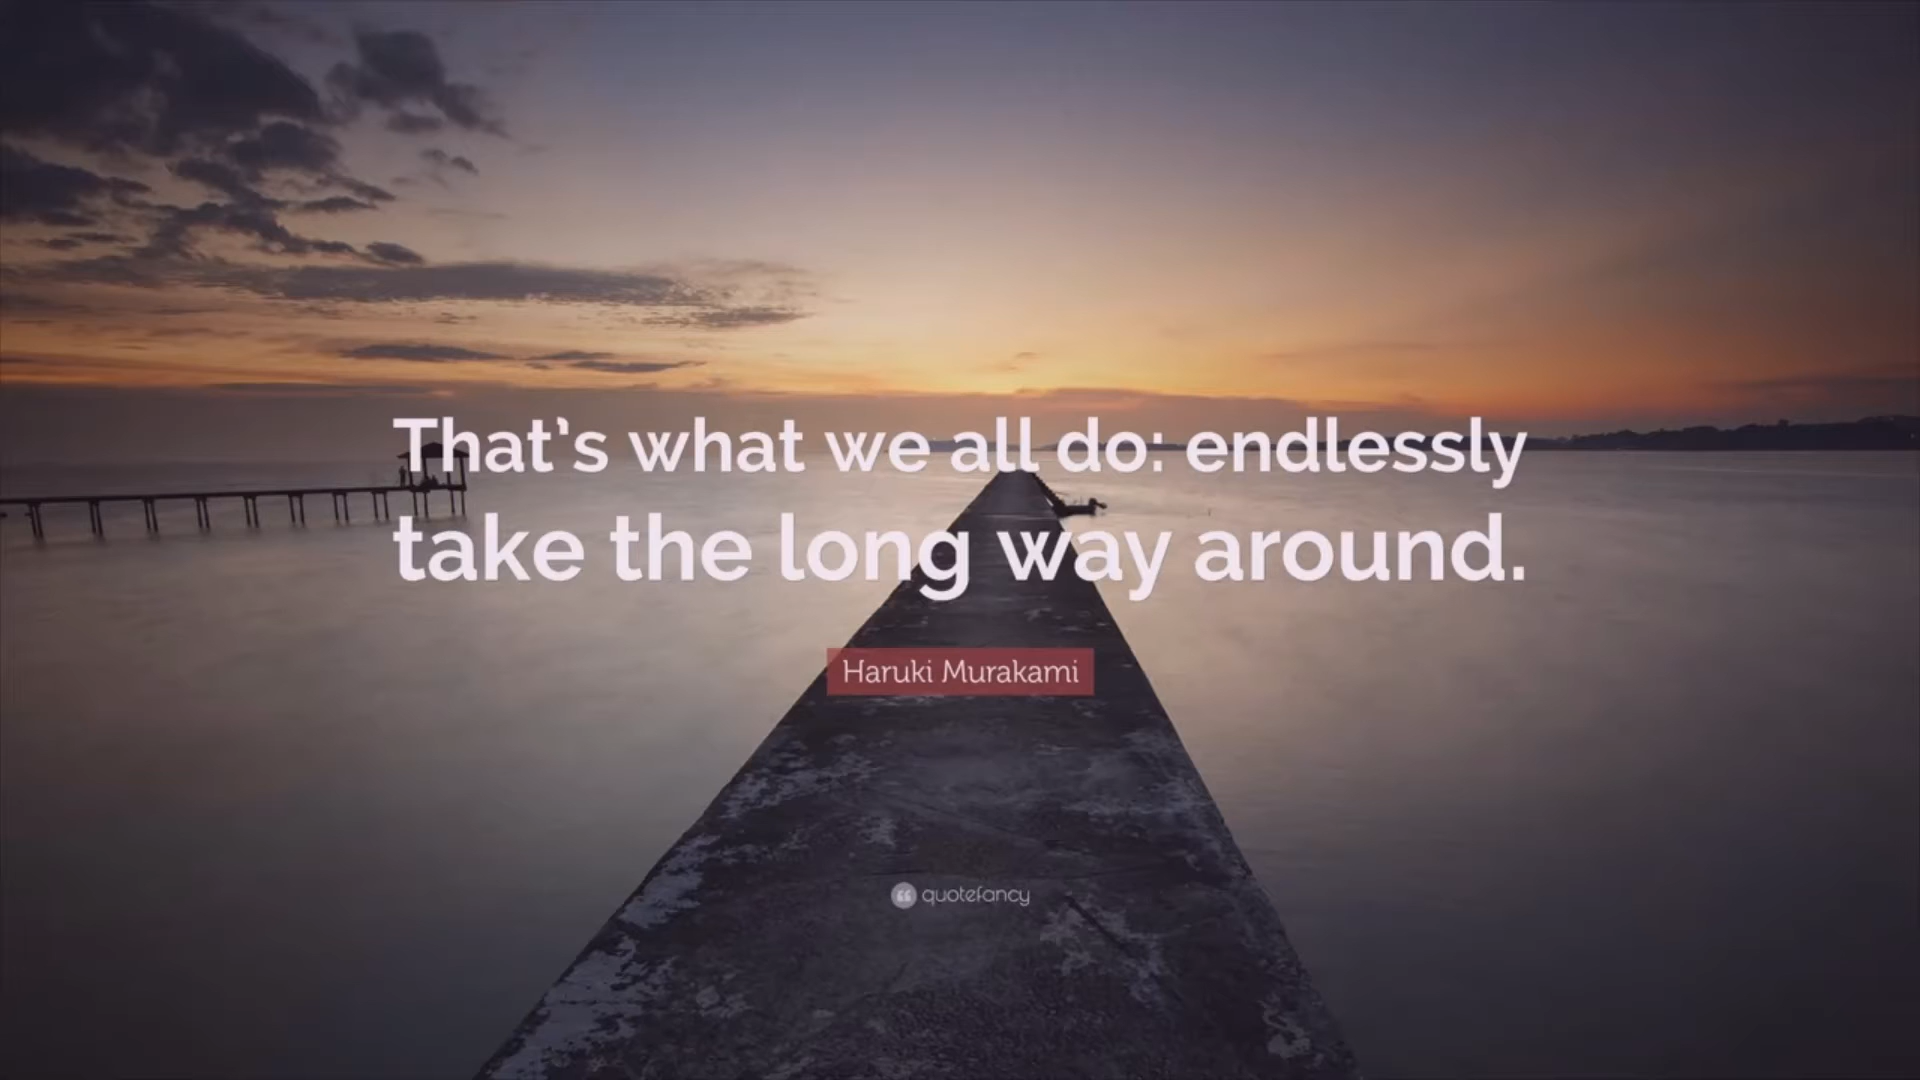 That’s what we all do: endlessly
take the long way around.
Haruki Murakami
quotefancy